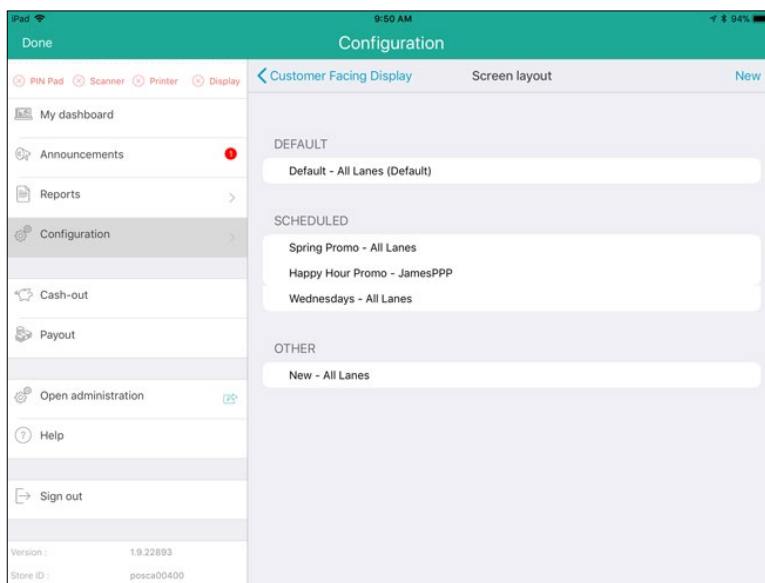 iPad 9:50 AM 94%
Done Configuration
PIN Pad Scanner Printer Display
Customer Facing Display Screen layout New
My dashboard
Announcements 1
Reports
Configuration
Cash-out
Payout
Open administration
Help
Sign out
Version : 1.9.22893
Store ID : posca00400
DEFAULT
Default - All Lanes (Default)
SCHEDULED
Spring Promo - All Lanes
Happy Hour Promo - JamesPPP
Wednesdays - All Lanes
OTHER
New - All Lanes